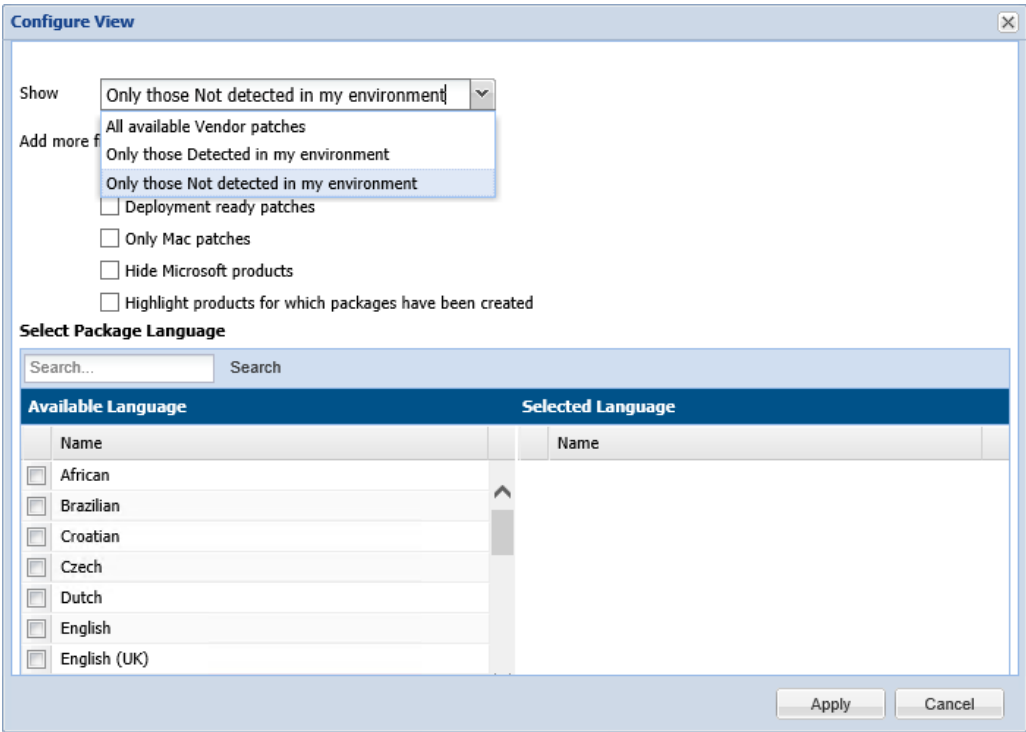 Configure View
Show Only those Not detected in my environment
All available Vendor patches
Add more f
Only those Detected in my environment
Only those Not detected in my environment
Deployment ready patches
Only Mac patches
Hide Microsoft products
Highlight products for which packages have been created
Select Package Language
Search... Search
Available Language Selected Language
Name Name
African
Brazilian
Croatian
Czech
Dutch
English
English (UK)
Apply Cancel